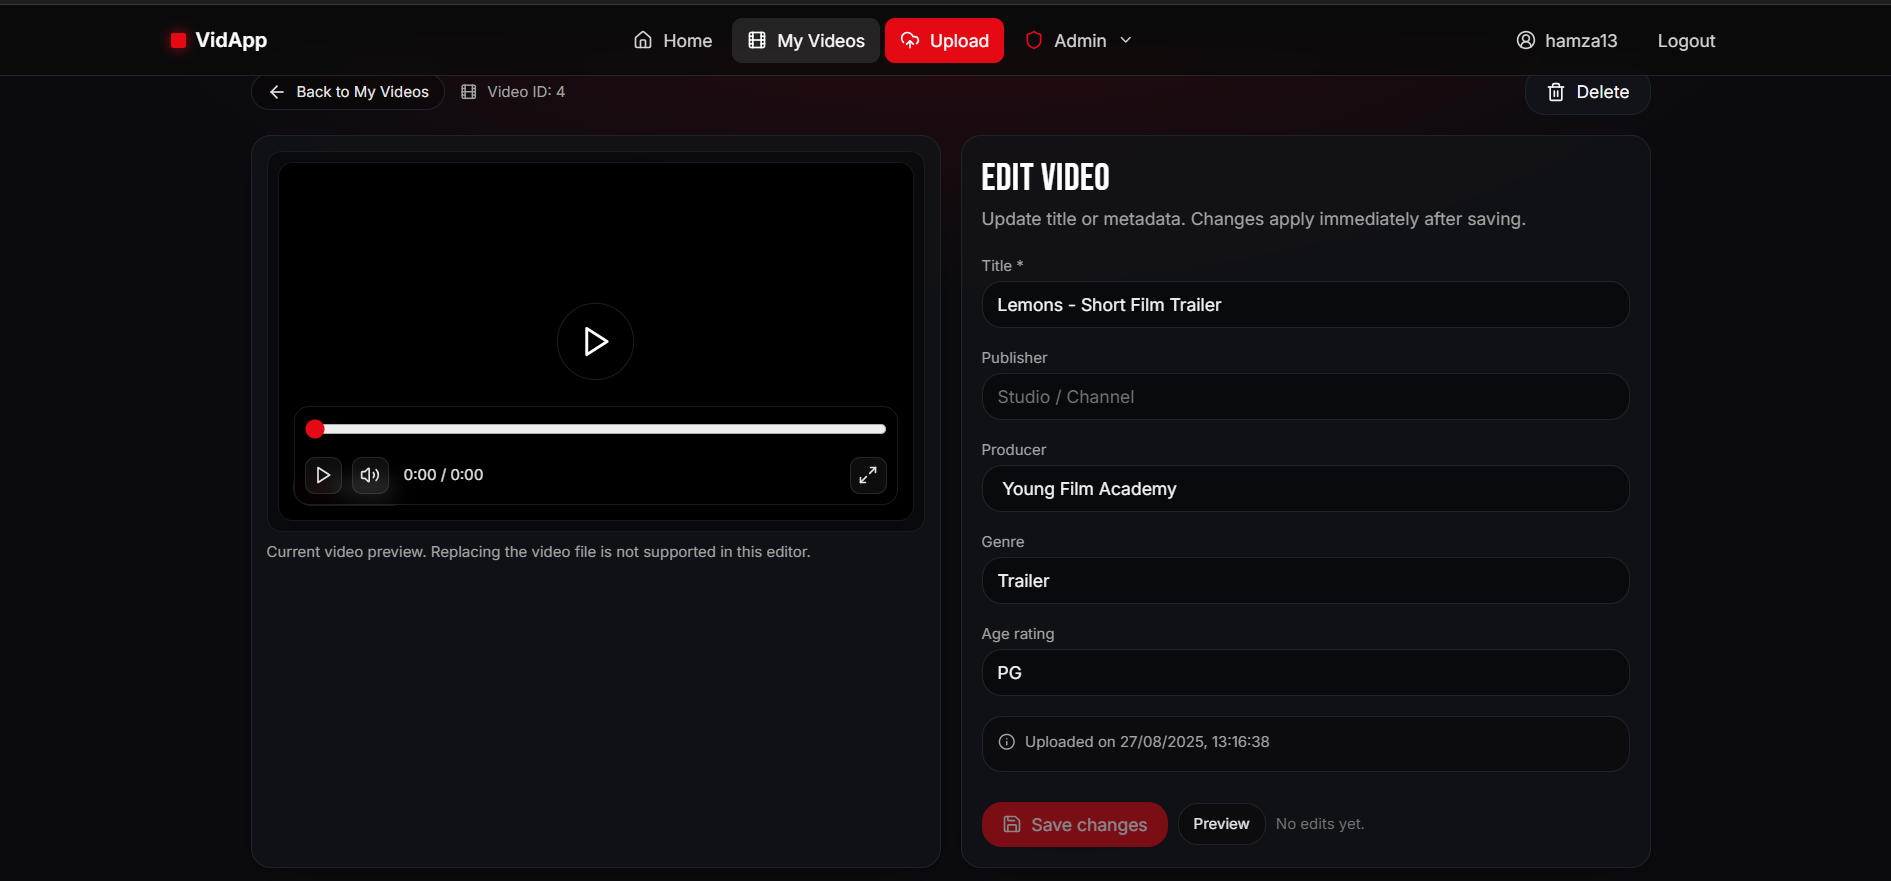 VidApp
Home
My Videos
Upload
Admin
hamza13
Logout
Back to My Videos
Video ID: 4
Delete
0:00 / 0:00
Current video preview. Replacing the video file is not supported in this editor.
EDIT VIDEO
Update title or metadata. Changes apply immediately after saving.
Title *
Lemons - Short Film Trailer
Publisher
Studio / Channel
Producer
Young Film Academy
Genre
Trailer
Age rating
PG
Uploaded on 27/08/2025, 13:16:38
Save changes
Preview
No edits yet.